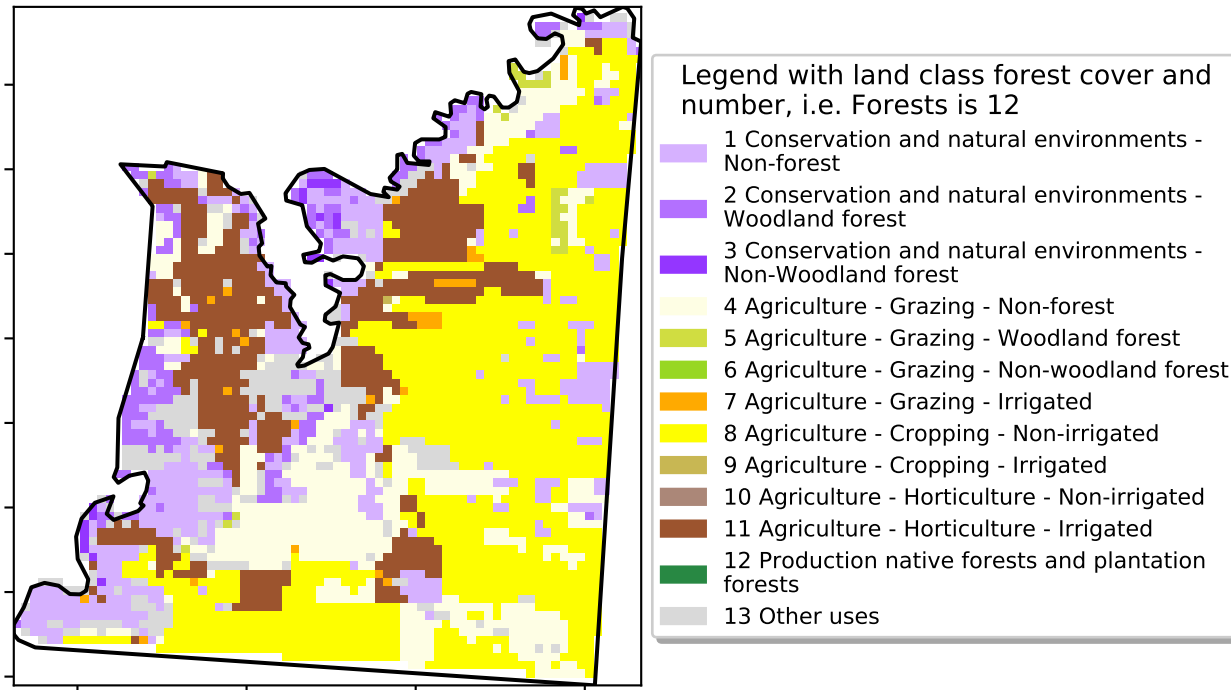 Legend with land class forest cover and
number, i.e. Forests is 12
1 Conservation and natural environments -
Non-forest
2 Conservation and natural environments -
Woodland forest
3 Conservation and natural environments -
Non-Woodland forest
4 Agriculture - Grazing - Non-forest
5 Agriculture - Grazing - Woodland forest
6 Agriculture - Grazing - Non-woodland forest
7 Agriculture - Grazing - Irrigated
8 Agriculture - Cropping - Non-irrigated
9 Agriculture - Cropping - Irrigated
10 Agriculture - Horticulture - Non-irrigated
11 Agriculture - Horticulture - Irrigated
12 Production native forests and plantation
forests
13 Other uses